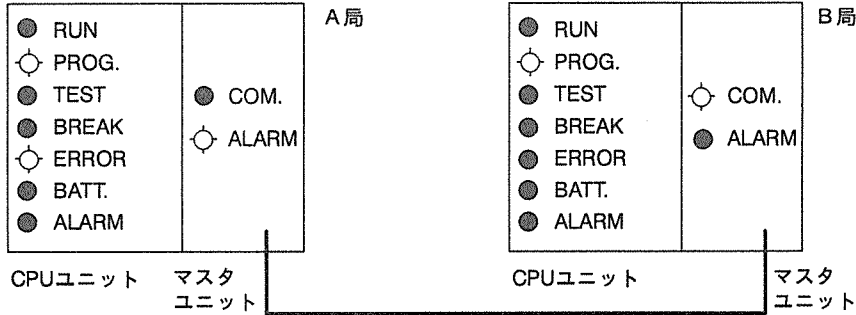 A局
RUN
PROG.
TEST
BREAK
ERROR
BATT.
ALARM
COM.
ALARM
CPUユニット
マスタ
ユニット
B局
RUN
PROG.
TEST
BREAK
ERROR
BATT.
ALARM
COM.
ALARM
CPUユニット
マスタ
ユニット